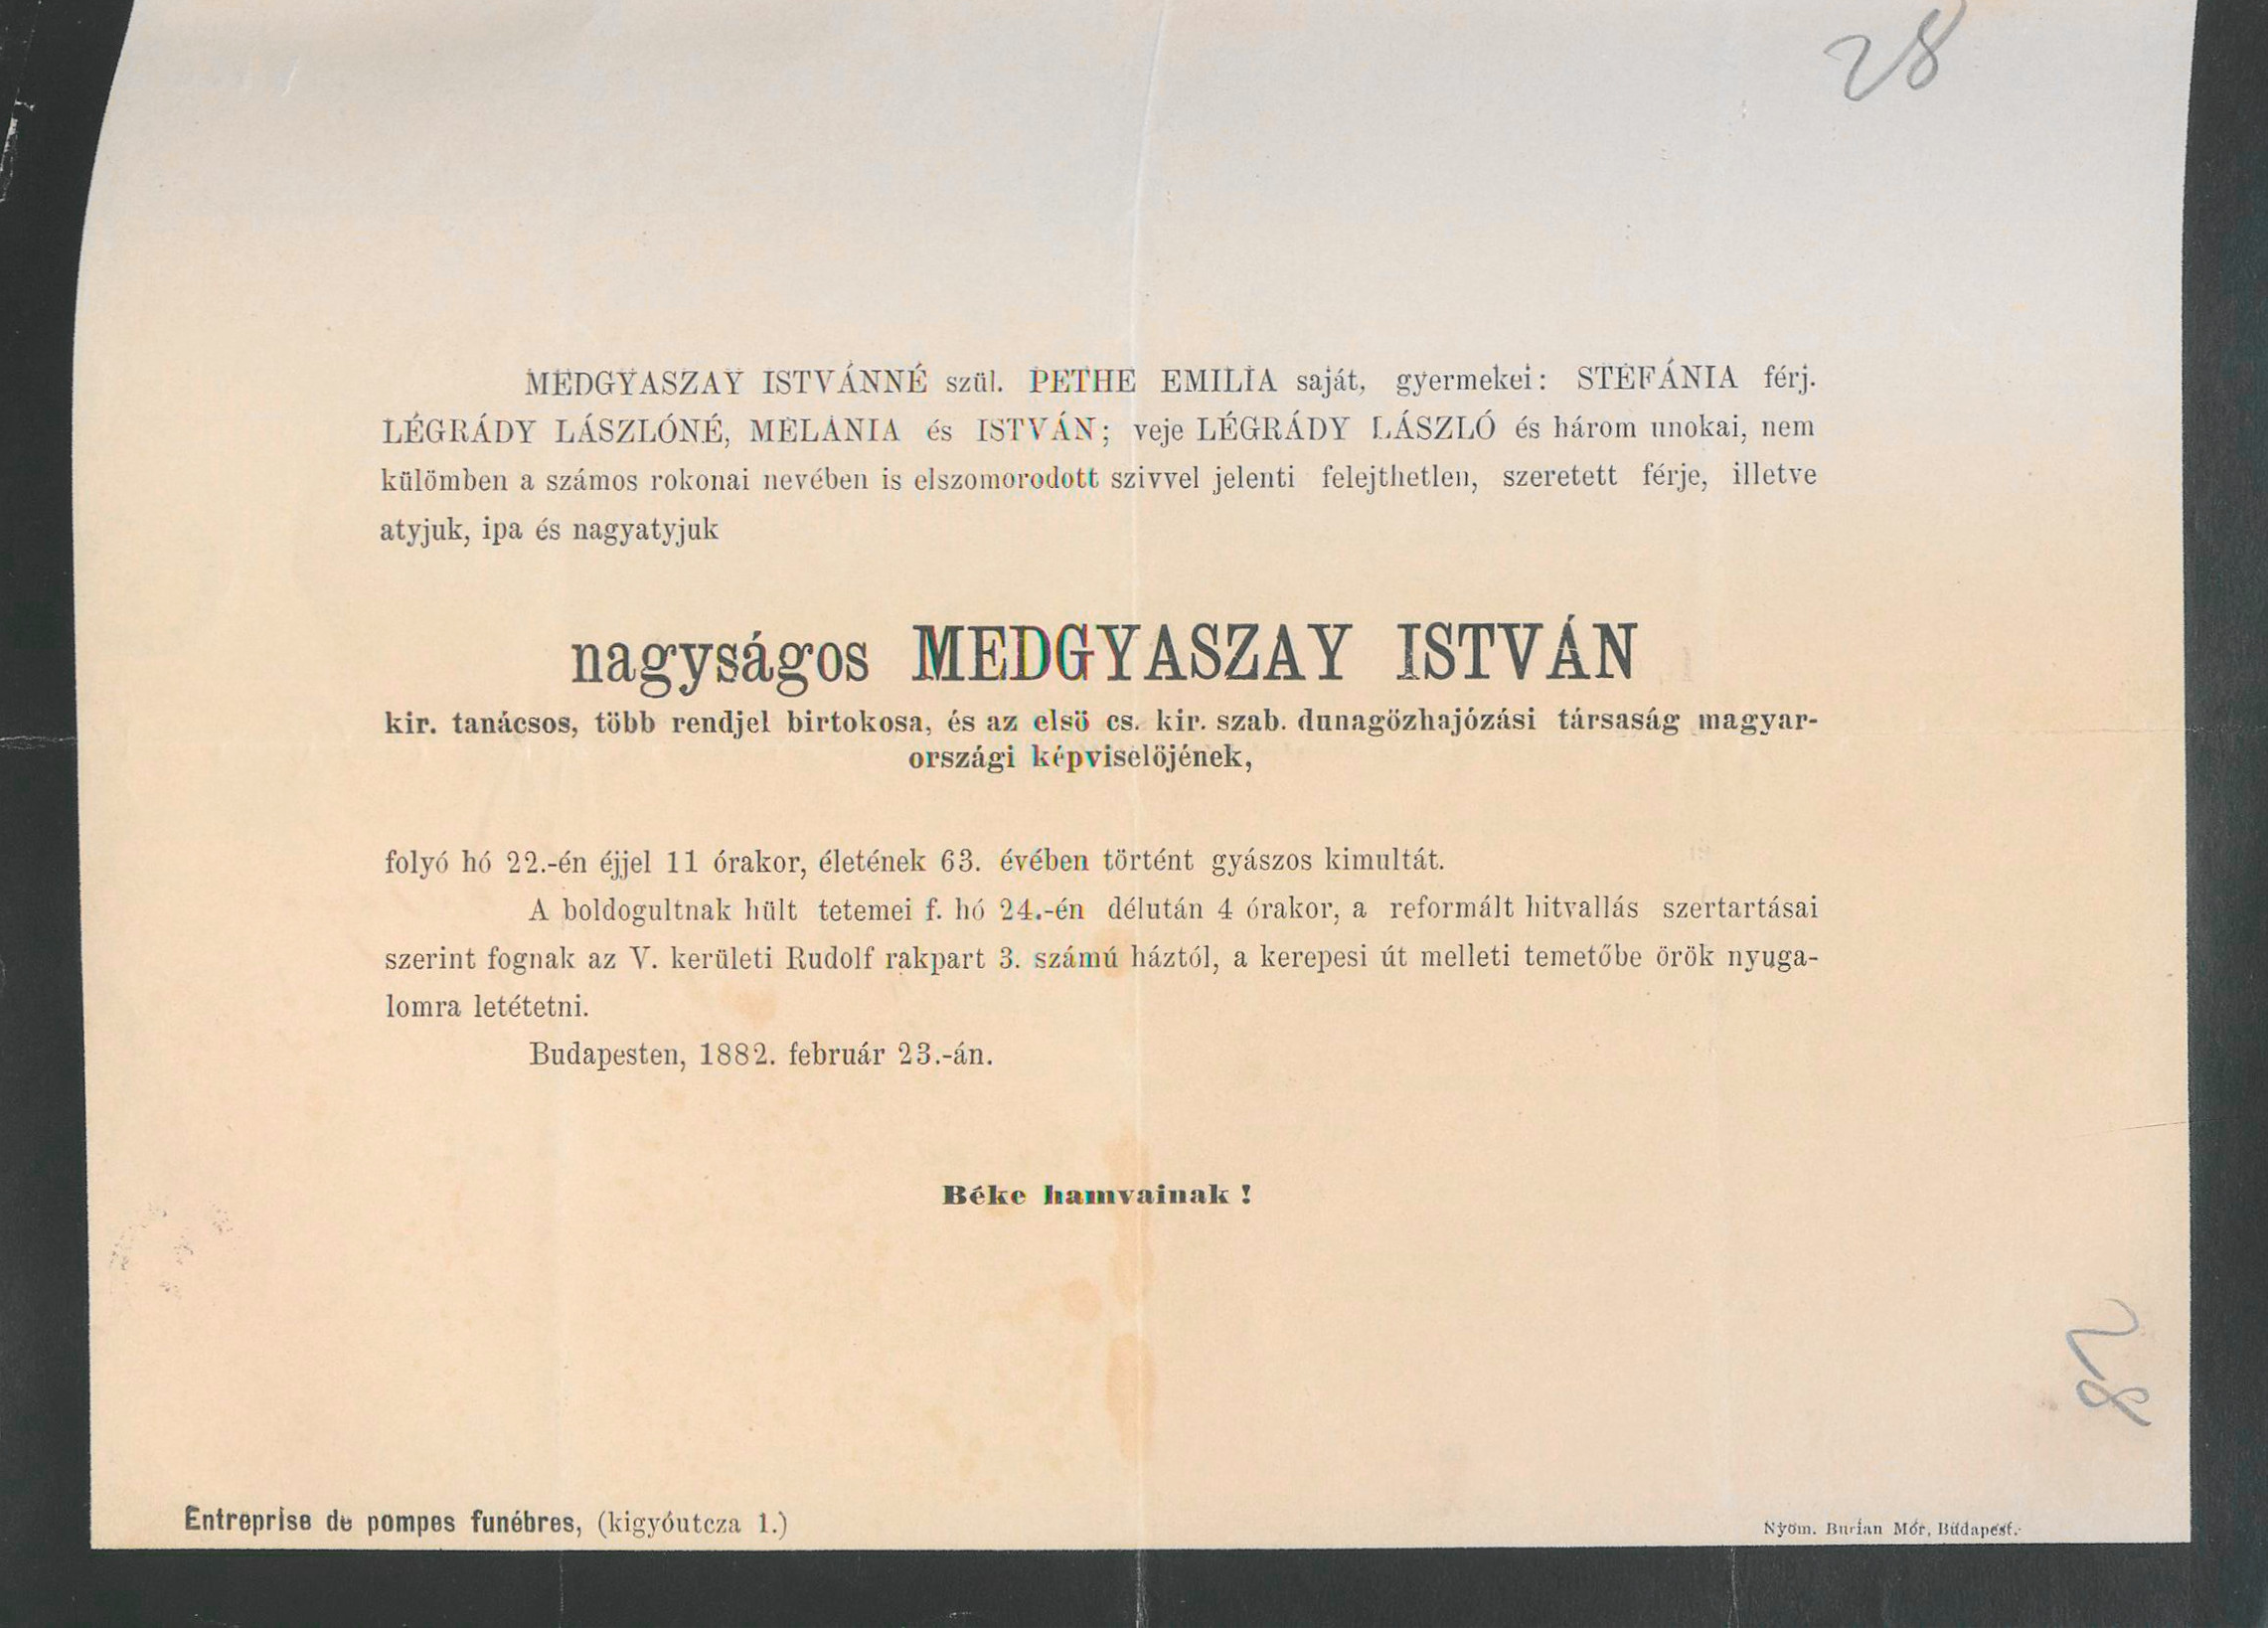 28
MEDGYASZAY ISTVÁNNÉ szül. PETHE EMILIA saját, gyermekei: STEFÁNIA férj.
LÉGRÁDY LÁSZLÓNÉ, MELANIA és ISTVÁN; veje LÉGRÁDY LÁSZLÓ és három unokai, nem
külömben a számos rokonai nevében is elszomorodott szivvel jelenti felejthetlen, szeretett férje, illetve
atyjuk, ipa és nagyatyjuk
nagyságos MEDGYASZAY ISTVÁN
kir. tanácsos, több rendjel birtokosa, és az elsö cs. kir. szab. dunagözhajózási társaság magyar-
országi képviselöjének,
folyó hó 22.-én éjjel 11 órakor, életének 63. évében történt gyászos kimultát.
A boldogultnak hült tetemei f. hó 24.-én délután 4 órakor, a reformált hitvallás szertartásai
szerint fognak az V. kerületi Rudolf rakpart 3. számú háztól, a kerepesi út melleti temetőbe örök nyuga-
lomra letétetni.
Budapesten, 1882. február 23.-án.
Béke hamvainak!
28
Entreprise de pompes funébres, (kigyóutcza 1.)
Nyom. Burian Mór, Budapest.